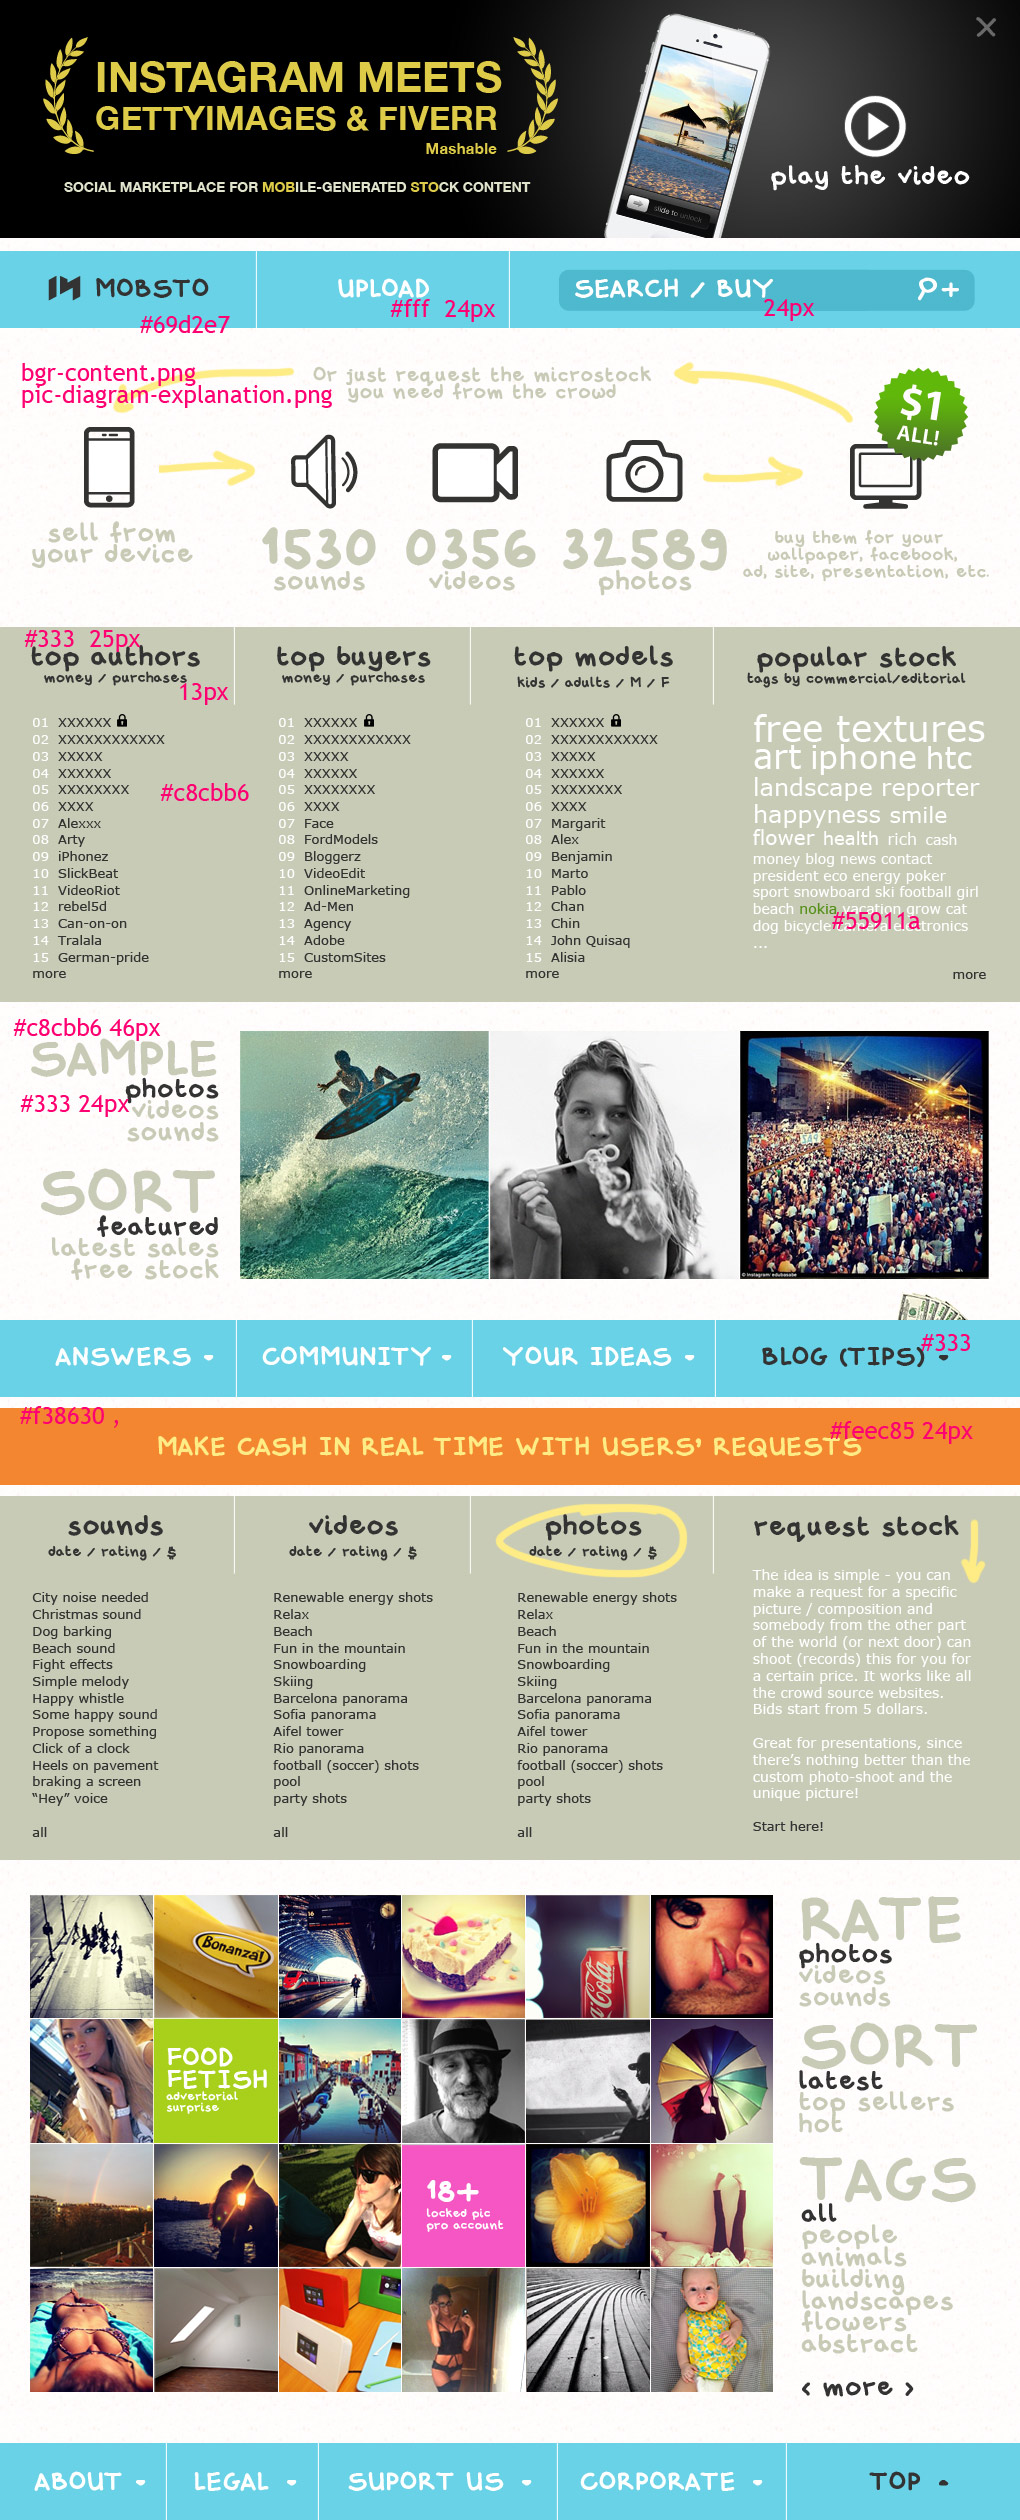 INSTAGRAM MEETS
GETTYIMAGES & FIVERR
Mashable
SOCIAL MARKETPLACE FOR MOBILE-GENERATED STOCK CONTENT
slide to unlock
play the video
MOBSTO
UPLOAD
SEARCH / BUY
#69d2e7
#fff 24px
24px
bgr-content.png
pic-diagram-explanation.png
Or just request the microstock
you need from the crowd
$1
ALL!
sell from
your device
1530
sounds
0356
videos
32589
photos
buy them for your
wallpaper, facebook,
ad, site, presentation, etc.
#333 25px
top authors
money / purchases
13px
01 XXXXXX
02 XXXXXXXXXXXX
03 XXXXX
04 XXXXXX
05 XXXXXXXX
06 XXXX
07 Alexxx
08 Arty
09 iPhonez
10 SlickBeat
11 VideoRiot
12 rebel5d
13 Can-on-on
14 Tralala
15 German-pride
more
#c8cbb6
top buyers
money / purchases
01 XXXXXX
02 XXXXXXXXXXXX
03 XXXXX
04 XXXXXX
05 XXXXXXXX
06 XXXX
07 Face
08 FordModels
09 Bloggerz
10 VideoEdit
11 OnlineMarketing
12 Ad-Men
13 Agency
14 Adobe
15 CustomSites
more
top models
kids / adults / M / F
01 XXXXXX
02 XXXXXXXXXXXX
03 XXXXX
04 XXXXXX
05 XXXXXXXX
06 XXXX
07 Margarit
08 Alex
09 Benjamin
10 Marto
11 Pablo
12 Chan
13 Chin
14 John Quisaq
15 Alisia
more
popular stock
tags by commercial/editorial
free textures
art iphone htc
landscape reporter
happyness smile
flower health rich cash
money blog news contact
president eco energy poker
sport snowboard ski football girl
beach nokia vacation grow cat
dog bicycle camera electronics
...
#55911a
more
#c8cbb6 46px
SAMPLE
photos
#333 24px
videos
sounds
SORT
featured
latest sales
free stock
© Instagram/ edubasabe
ANSWERS
COMMUNITY
YOUR IDEAS
BLOG (TIPS)
#333
#f38630 ,
MAKE CASH IN REAL TIME WITH USERS' REQUESTS
#feec85 24px
sounds
date / rating / $
City noise needed
Christmas sound
Dog barking
Beach sound
Fight effects
Simple melody
Happy whistle
Some happy sound
Propose something
Click of a clock
Heels on pavement
braking a screen
“Hey” voice
all
videos
date / rating / $
Renewable energy shots
Relax
Beach
Fun in the mountain
Snowboarding
Skiing
Barcelona panorama
Sofia panorama
Aifel tower
Rio panorama
football (soccer) shots
pool
party shots
all
photos
date / rating / $
Renewable energy shots
Relax
Beach
Fun in the mountain
Snowboarding
Skiing
Barcelona panorama
Sofia panorama
Aifel tower
Rio panorama
football (soccer) shots
pool
party shots
all
request stock
The idea is simple - you can
make a request for a specific
picture / composition and
somebody from the other part
of the world (or next door) can
shoot (records) this for you for
a certain price. It works like all
the crowd source websites.
Bids start from 5 dollars.
Great for presentations, since
there's nothing better than the
custom photo-shoot and the
unique picture!
Start here!
Bonanza!
Coca-Cola
FOOD
FETISH
advertorial
surprise
18+
locked pic
pro account
RATE
photos
videos
sounds
SORT
latest
top sellers
hot
TAGS
all
people
animals
building
landscapes
flowers
abstract
< more >
ABOUT
LEGAL
SUPORT US
CORPORATE
TOP